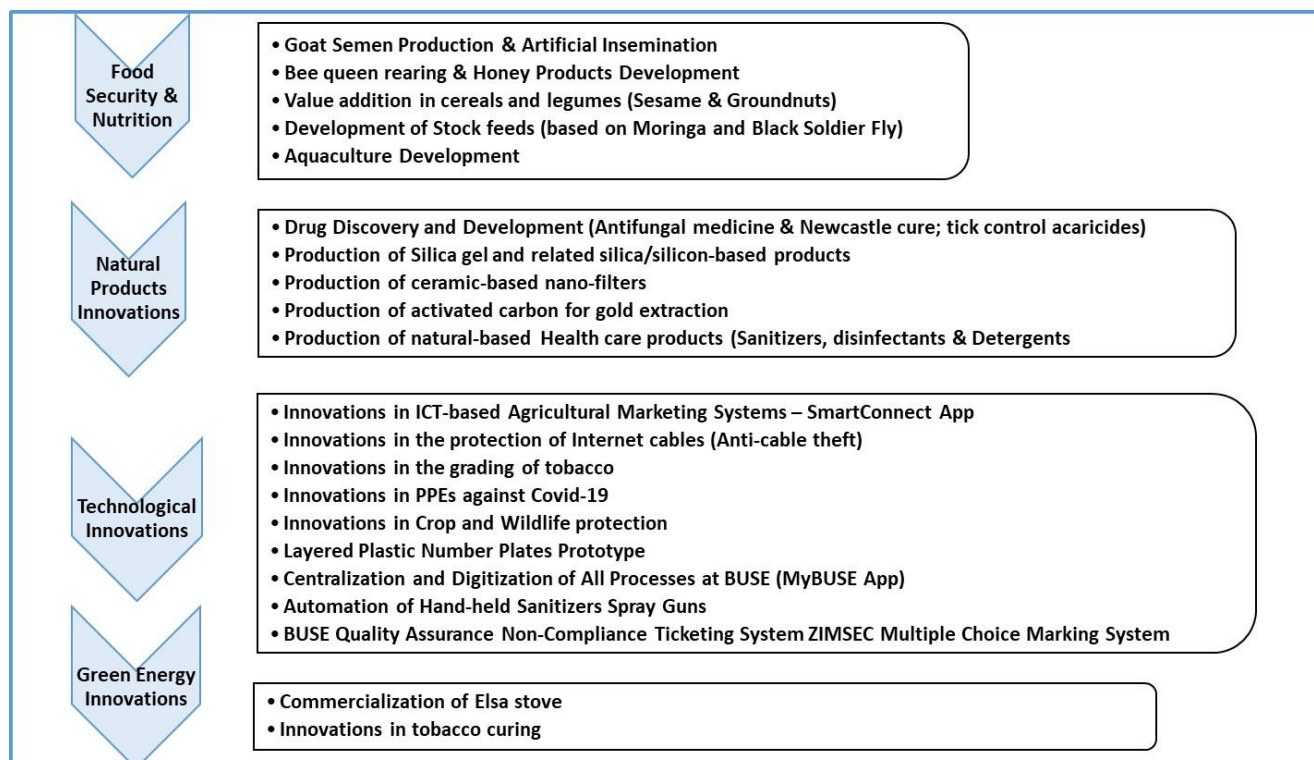 Food
Security &
Nutrition
• Goat Semen Production & Artificial Insemination
• Bee queen rearing & Honey Products Development
• Value addition in cereals and legumes (Sesame & Groundnuts)
• Development of Stock feeds (based on Moringa and Black Soldier Fly)
• Aquaculture Development
Natural
Products
Innovations
• Drug Discovery and Development (Antifungal medicine & Newcastle cure; tick control acaricides)
• Production of Silica gel and related silica/silicon-based products
• Production of ceramic-based nano-filters
• Production of activated carbon for gold extraction
• Production of natural-based Health care products (Sanitizers, disinfectants & Detergents
Technological
Innovations
• Innovations in ICT-based Agricultural Marketing Systems – SmartConnect App
• Innovations in the protection of Internet cables (Anti-cable theft)
• Innovations in the grading of tobacco
• Innovations in PPEs against Covid-19
• Innovations in Crop and Wildlife protection
• Layered Plastic Number Plates Prototype
• Centralization and Digitization of All Processes at BUSE (MyBUSE App)
• Automation of Hand-held Sanitizers Spray Guns
• BUSE Quality Assurance Non-Compliance Ticketing System ZIMSEC Multiple Choice Marking System
Green Energy
Innovations
• Commercialization of Elsa stove
• Innovations in tobacco curing